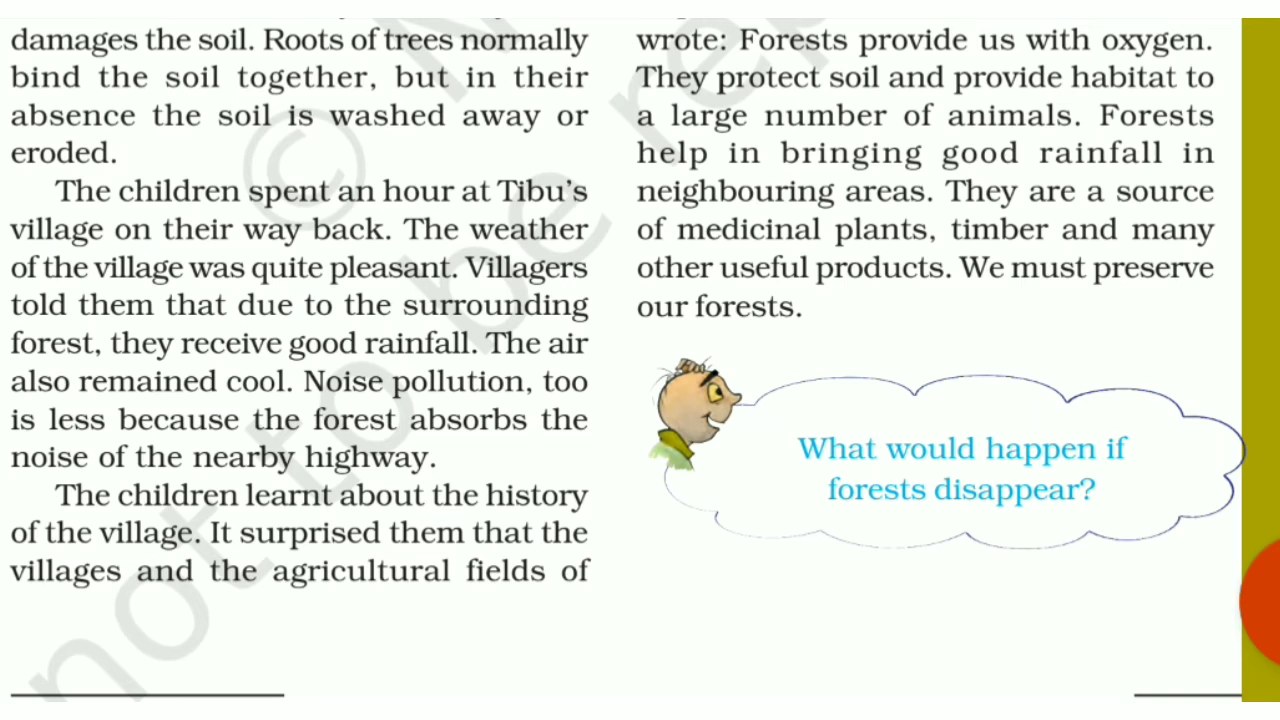 damages the soil. Roots of trees normally
bind the soil together, but in their
absence the soil is washed away or
eroded.
The children spent an hour at Tibu's
village on their way back. The weather
of the village was quite pleasant. Villagers
told them that due to the surrounding
forest, they receive good rainfall. The air
also remained cool. Noise pollution, too
is less because the forest absorbs the
noise of the nearby highway.
The children learnt about the history
of the village. It surprised them that the
villages and the agricultural fields of
wrote: Forests provide us with oxygen.
They protect soil and provide habitat to
a large number of animals. Forests
help in bringing good rainfall in
neighbouring areas. They are a source
of medicinal plants, timber and many
other useful products. We must preserve
our forests.
What would happen if
forests disappear?
not to be re
©